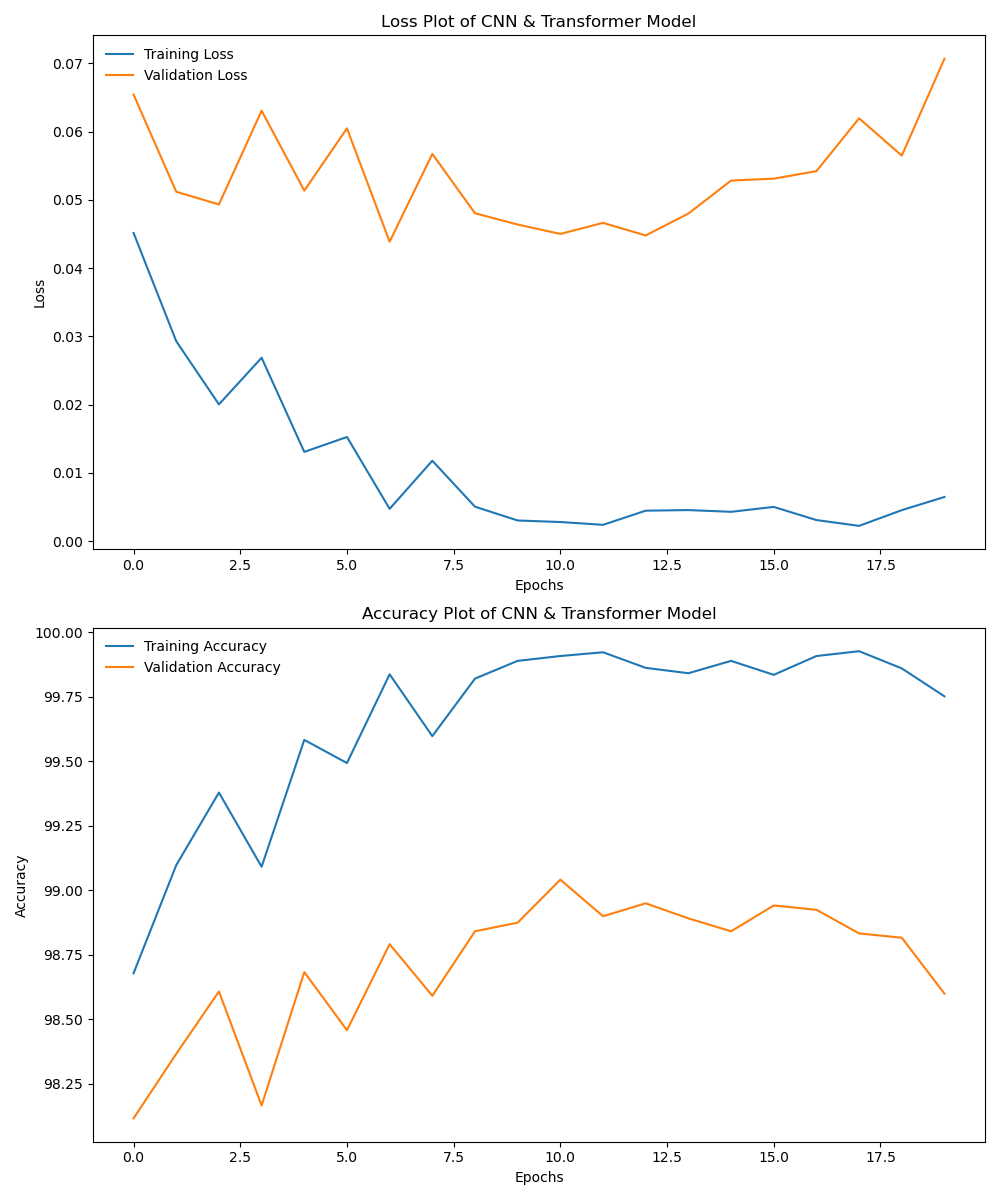 Loss Plot of CNN & Transformer Model
Training Loss
Validation Loss
0.07
0.06
0.05
0.04
0.03
0.02
0.01
0.00
Loss
0.0 2.5 5.0 7.5 10.0 12.5 15.0 17.5
Epochs
Accuracy Plot of CNN & Transformer Model
Training Accuracy
Validation Accuracy
100.00
99.75
99.50
99.25
99.00
98.75
98.50
98.25
Accuracy
0.0 2.5 5.0 7.5 10.0 12.5 15.0 17.5
Epochs